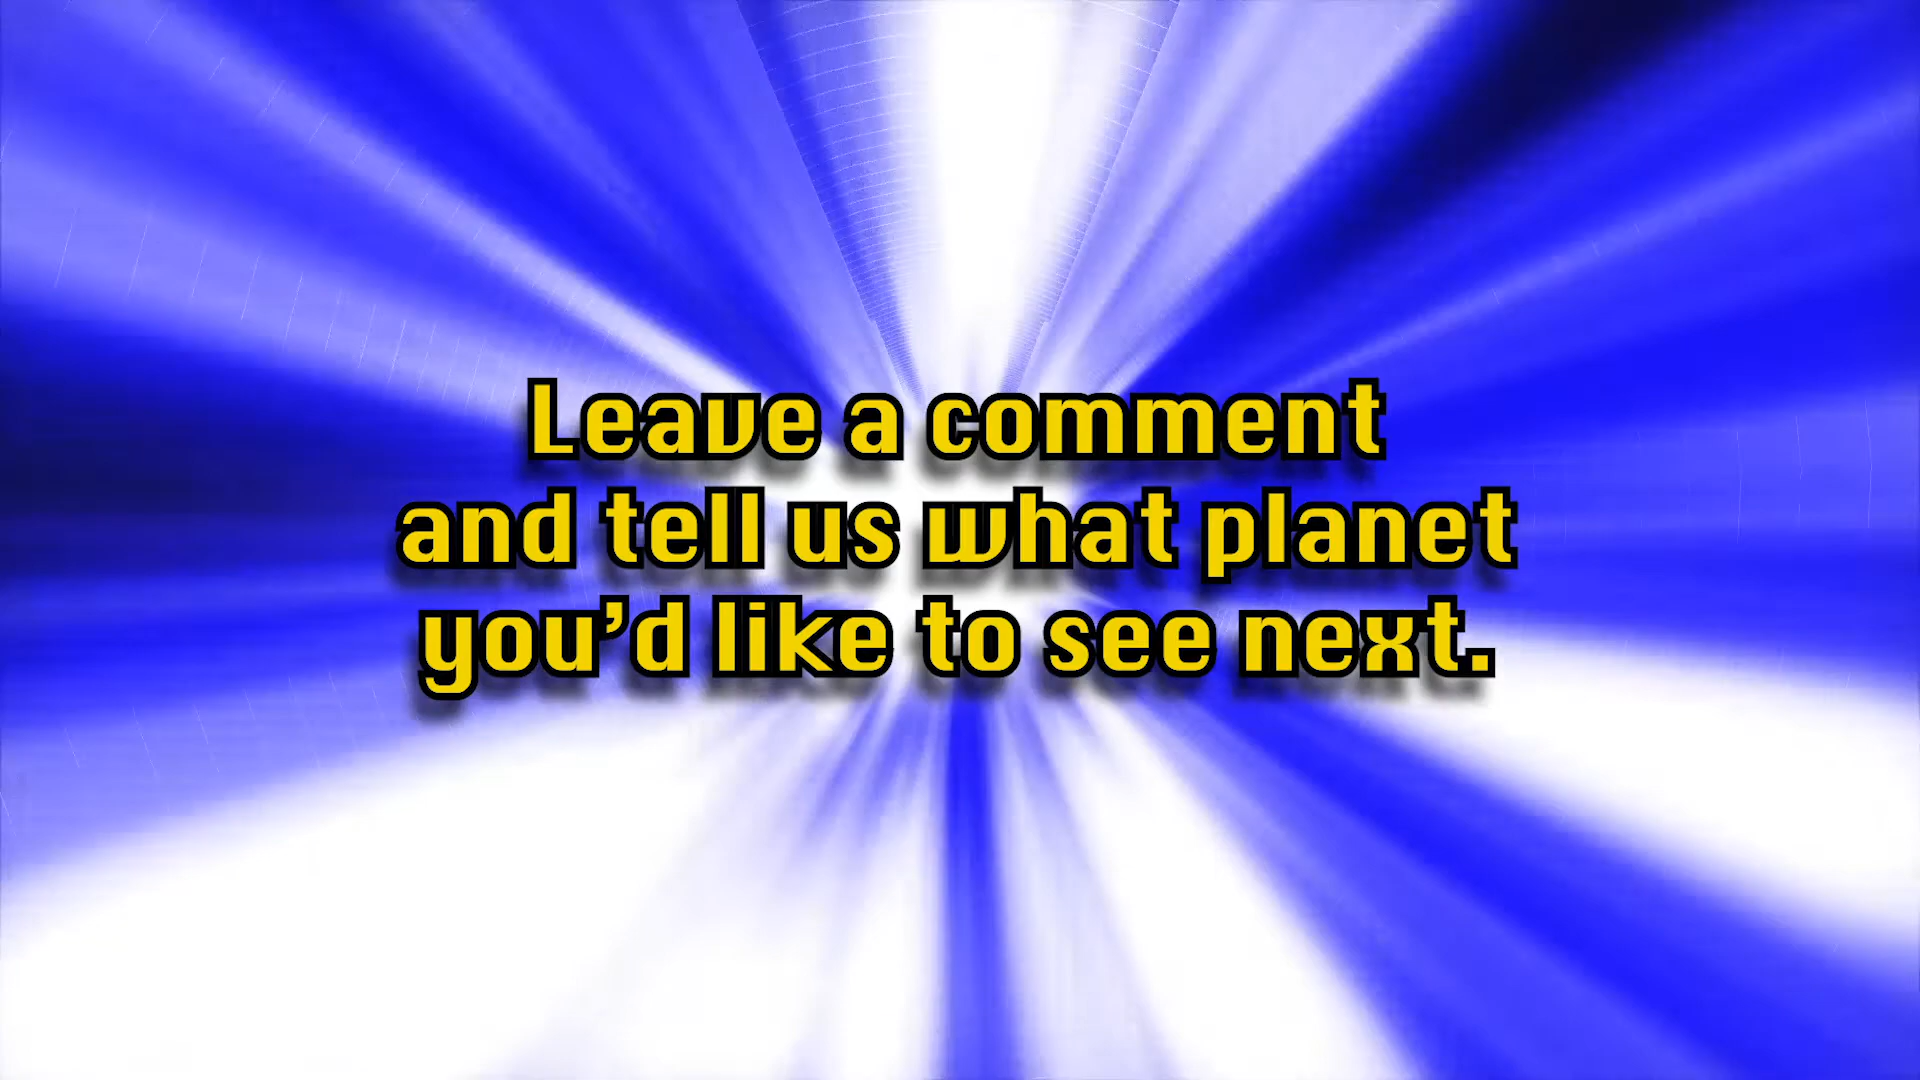 Leave a comment
and tell us what planet
you’d like to see next.